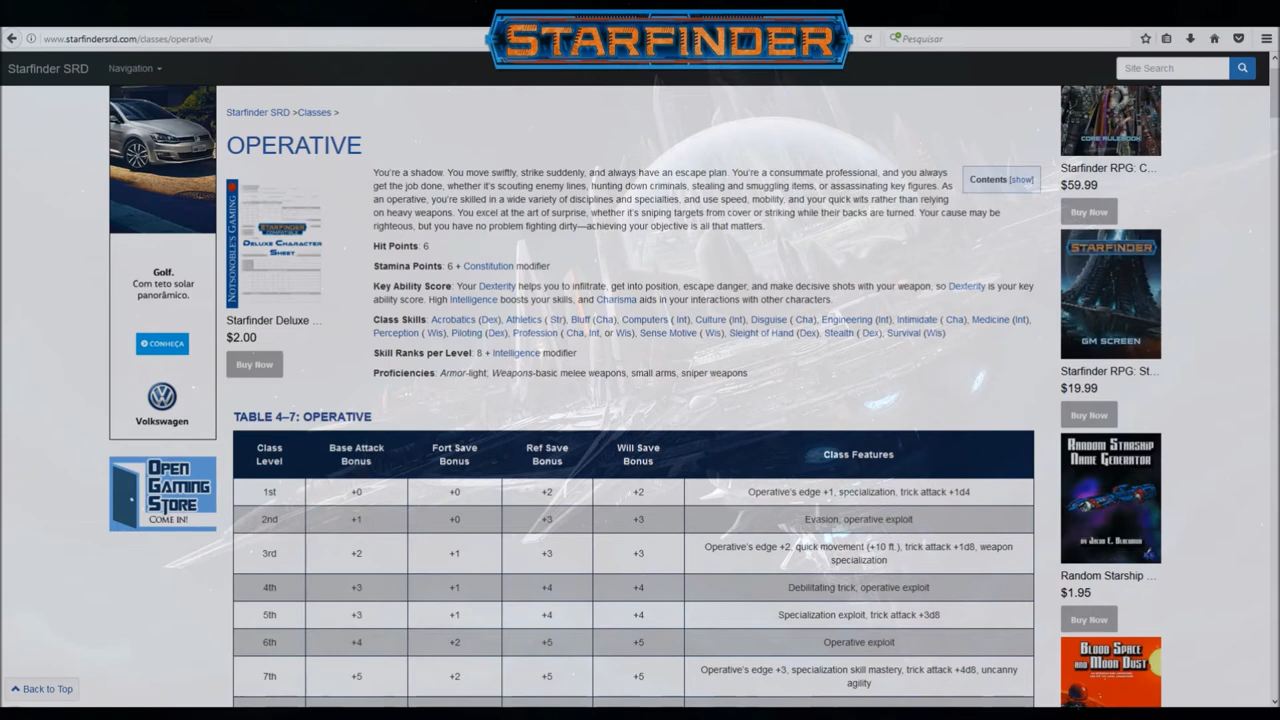 STARFINDER
www.starfindersrd.com/classes/operative/
Pesquisar
Starfinder SRD
Navigation
Site Search
Starfinder SRD >Classes >
OPERATIVE
You're a shadow. You move swiftly, strike suddenly, and always have an escape plan. You're a consummate professional, and you always
get the job done, whether it's scouting enemy lines, hunting down criminals, stealing and smuggling items, or assassinating key figures. As
an operative, you're skilled in a wide variety of disciplines and specialties, and use speed, mobility, and your quick wits rather than relying
on heavy weapons. You excel at the art of surprise, whether it's sniping targets from cover or striking while their backs are turned. Your cause may be
righteous, but you have no problem fighting dirty—achieving your objective is all that matters.
Contents [show]
Hit Points: 6
Stamina Points: 6 + Constitution modifier
Key Ability Score: Your Dexterity helps you to infiltrate, get into position, escape danger, and make decisive shots with your weapon, so Dexterity is your key
ability score. High Intelligence boosts your skills, and Charisma aids in your interactions with other characters.
Class Skills: Acrobatics (Dex), Athletics ( Str), Bluff (Cha), Computers ( Int), Culture (Int), Disguise ( Cha), Engineering (Int), Intimidate ( Cha), Medicine (Int),
Perception ( Wis), Piloting (Dex), Profession ( Cha, Int, or Wis), Sense Motive ( Wis), Sleight of Hand (Dex), Stealth ( Dex), Survival (Wis)
Skill Ranks per Level: 8 + Intelligence modifier
Proficiencies: Armor-light; Weapons-basic melee weapons, small arms, sniper weapons
NOTSONOBLE'S GAMING
STARFINDER
COMPATIBLE
DELUXE CHARACTER
SHEET
Starfinder Deluxe ...
$2.00
Buy Now
Golf.
Com teto solar
panorâmico.
CONHEÇA
Volkswagen
OPEN
GAMING
STORE
COME IN!
TABLE 4–7: OPERATIVE
Class Level Base Attack Bonus Fort Save Bonus Ref Save Bonus Will Save Bonus Class Features
1st +0 +0 +2 +2 Operative's edge +1, specialization, trick attack +1d4
2nd +1 +0 +3 +3 Evasion, operative exploit
3rd +2 +1 +3 +3 Operative's edge +2, quick movement (+10 ft.), trick attack +1d8, weapon
specialization
4th +3 +1 +4 +4 Debilitating trick, operative exploit
5th +3 +1 +4 +4 Specialization exploit, trick attack +3d8
6th +4 +2 +5 +5 Operative exploit
7th +5 +2 +5 +5 Operative's edge +3, specialization skill mastery, trick attack +4d8, uncanny
agility
CORE RULEBOOK
Starfinder RPG: C...
$59.99
Buy Now
STARFINDER
GM SCREEN
Starfinder RPG: St...
$19.99
Buy Now
RANDOM STARSHIP
NAME GENERATOR
Random Starship ...
$1.95
Buy Now
BLOOD SPACE
AND MOON DUST
Back to Top